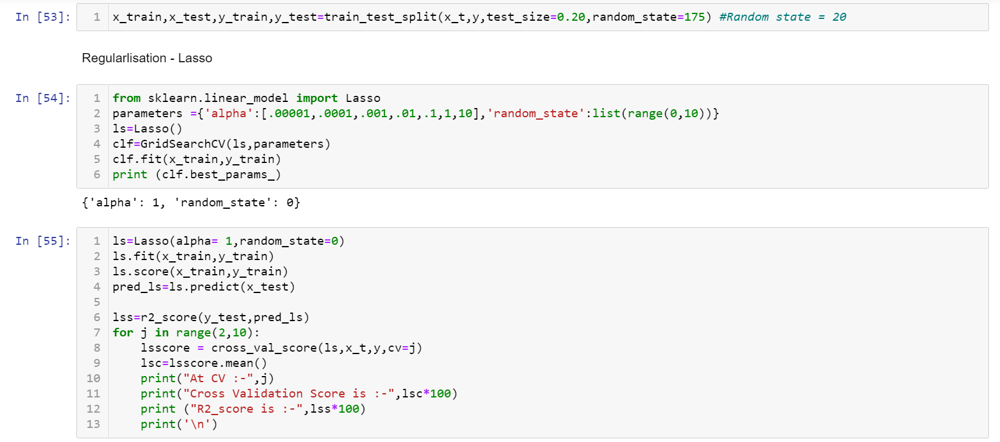 In [53]: 1 x_train,x_test,y_train,y_test=train_test_split(x_t,y,test_size=0.20,random_state=175) #Random state = 20
Regularlisation - Lasso
In [54]: 1 from sklearn.linear_model import Lasso
2 parameters ={'alpha':[.00001,.0001,.001,.01,.1,1,10],'random_state':list(range(0,10))}
3 ls=Lasso()
4 clf=GridSearchCV(ls,parameters)
5 clf.fit(x_train,y_train)
6 print (clf.best_params_)
{'alpha': 1, 'random_state': 0}
In [55]: 1 ls=Lasso(alpha= 1,random_state=0)
2 ls.fit(x_train,y_train)
3 ls.score(x_train,y_train)
4 pred_ls=ls.predict(x_test)
5
6 lss=r2_score(y_test,pred_ls)
7 for j in range(2,10):
8     lsscore = cross_val_score(ls,x_t,y,cv=j)
9     lsc=lsscore.mean()
10     print("At CV :-",j)
11     print("Cross Validation Score is :-",lsc*100)
12     print ("R2_score is :-",lss*100)
13     print('\n')